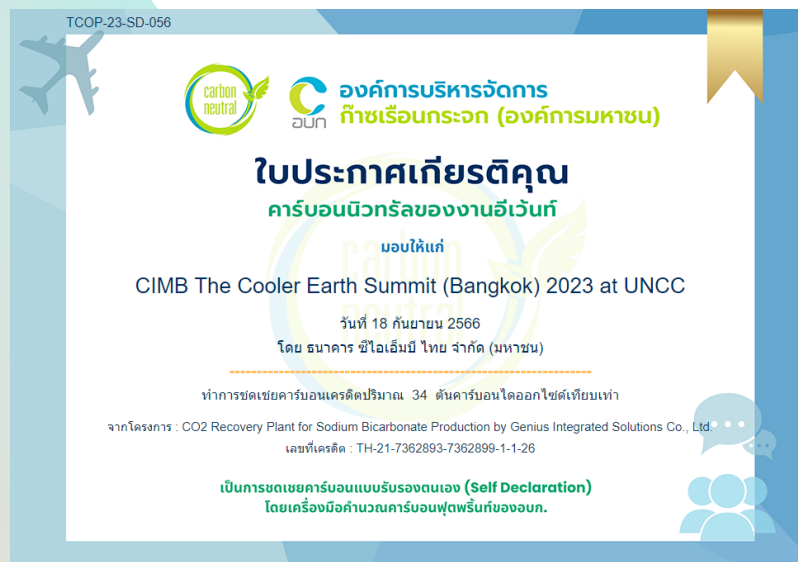 TCOP-23-SD-056
carbon
neutral
อบก
องค์การบริหารจัดการ
ก๊าซเรือนกระจก (องค์การมหาชน)
ใบประกาศเกียรติคุณ
คาร์บอนนิวทรัลของงานอีเว้นท์
มอบให้แก่
CIMB The Cooler Earth Summit (Bangkok) 2023 at UNCC
วันที่ 18 กันยายน 2566
โดย ธนาคาร ซีไอเอ็มบี ไทย จำกัด (มหาชน)
ทำการชดเชยคาร์บอนเครดิตปริมาณ 34 ตันคาร์บอนไดออกไซด์เทียบเท่า
จากโครงการ : CO2 Recovery Plant for Sodium Bicarbonate Production by Genius Integrated Solutions Co., Ltd.
เลขที่เครดิต : TH-21-7362893-7362899-1-1-26
เป็นการชดเชยคาร์บอนแบบรับรองตนเอง (Self Declaration)
โดยเครื่องมือคำนวณคาร์บอนฟุตพริ้นท์ของอบก.
carbon
neutral